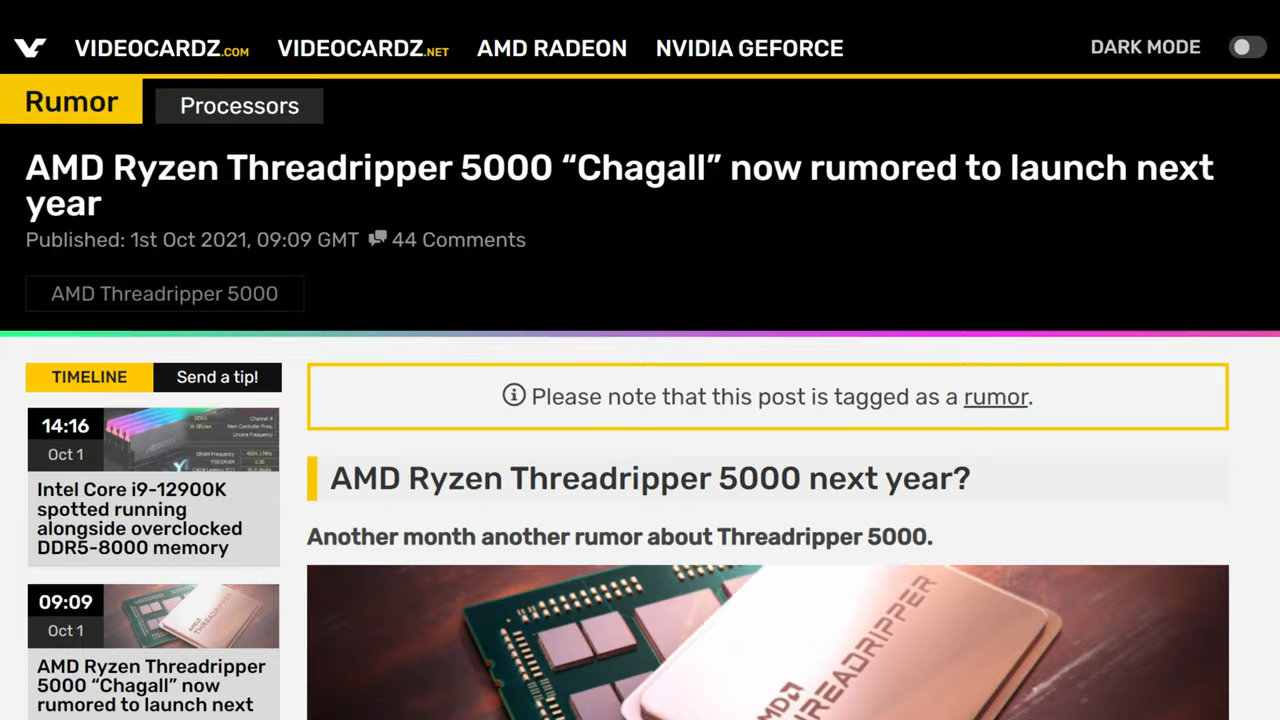 VIDEOCARDZ.COM VIDEOCARDZ.NET AMD RADEON NVIDIA GEFORCE DARK MODE
Rumor Processors
AMD Ryzen Threadripper 5000 “Chagall” now rumored to launch next
year
Published: 1st Oct 2021, 09:09 GMT 44 Comments
AMD Threadripper 5000
TIMELINE Send a tip!
Please note that this post is tagged as a rumor.
14:16
Oct 1
Intel Core i9-12900K
spotted running
alongside overclocked
DDR5-8000 memory
AMD Ryzen Threadripper 5000 next year?
Another month another rumor about Threadripper 5000.
09:09
Oct 1
AMD Ryzen Threadripper
5000 “Chagall” now
rumored to launch next
AMD
THREADRIPPER